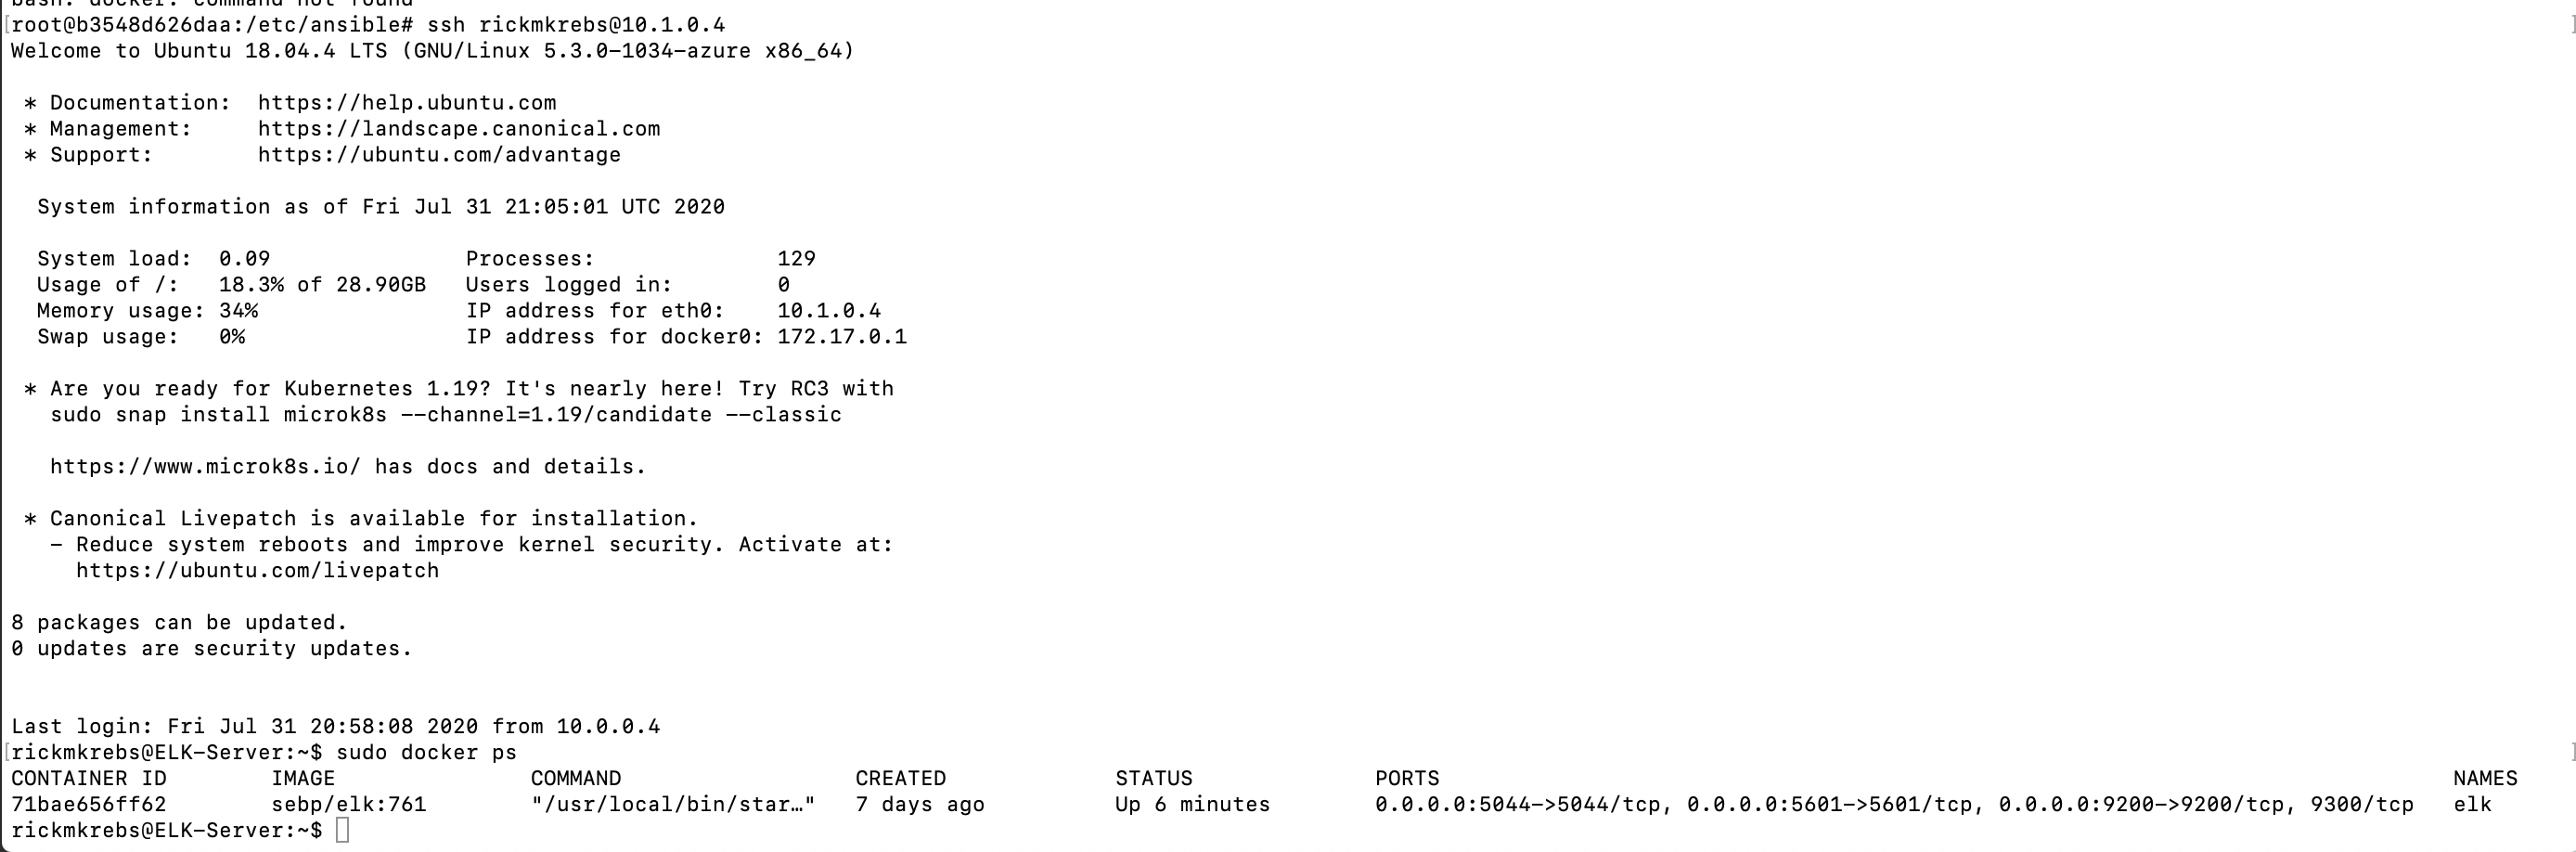 bash: docker: command not found
[root@b3548d626daa:/etc/ansible# ssh rickmkrebs@10.1.0.4 ]
Welcome to Ubuntu 18.04.4 LTS (GNU/Linux 5.3.0-1034-azure x86_64)

 * Documentation:  https://help.ubuntu.com
 * Management:     https://landscape.canonical.com
 * Support:        https://ubuntu.com/advantage

  System information as of Fri Jul 31 21:05:01 UTC 2020

  System load:  0.09               Processes:              129
  Usage of /:   18.3% of 28.90GB   Users logged in:        0
  Memory usage: 34%                IP address for eth0:    10.1.0.4
  Swap usage:   0%                 IP address for docker0: 172.17.0.1

 * Are you ready for Kubernetes 1.19? It's nearly here! Try RC3 with
   sudo snap install microk8s --channel=1.19/candidate --classic

   https://www.microk8s.io/ has docs and details.

 * Canonical Livepatch is available for installation.
   - Reduce system reboots and improve kernel security. Activate at:
     https://ubuntu.com/livepatch

8 packages can be updated.
0 updates are security updates.


Last login: Fri Jul 31 20:58:08 2020 from 10.0.0.4
[rickmkrebs@ELK-Server:~$ sudo docker ps ]
CONTAINER ID        IMAGE               COMMAND                  CREATED             STATUS              PORTS                                                                              NAMES
71bae656ff62        sebp/elk:761        "/usr/local/bin/star…"   7 days ago          Up 6 minutes        0.0.0.0:5044->5044/tcp, 0.0.0.0:5601->5601/tcp, 0.0.0.0:9200->9200/tcp, 9300/tcp   elk
rickmkrebs@ELK-Server:~$